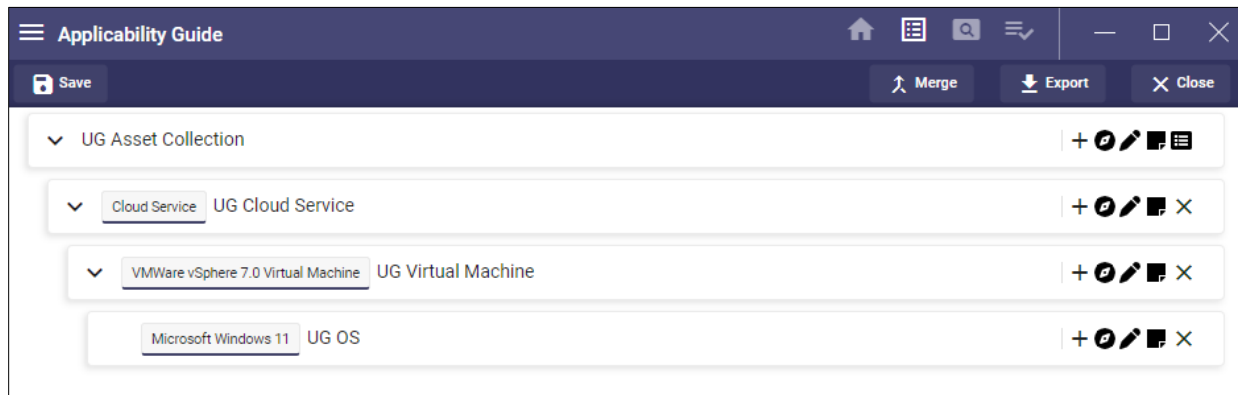 Applicability Guide
Save
Merge
Export
Close
UG Asset Collection
Cloud Service UG Cloud Service
VMWare vSphere 7.0 Virtual Machine UG Virtual Machine
Microsoft Windows 11 UG OS